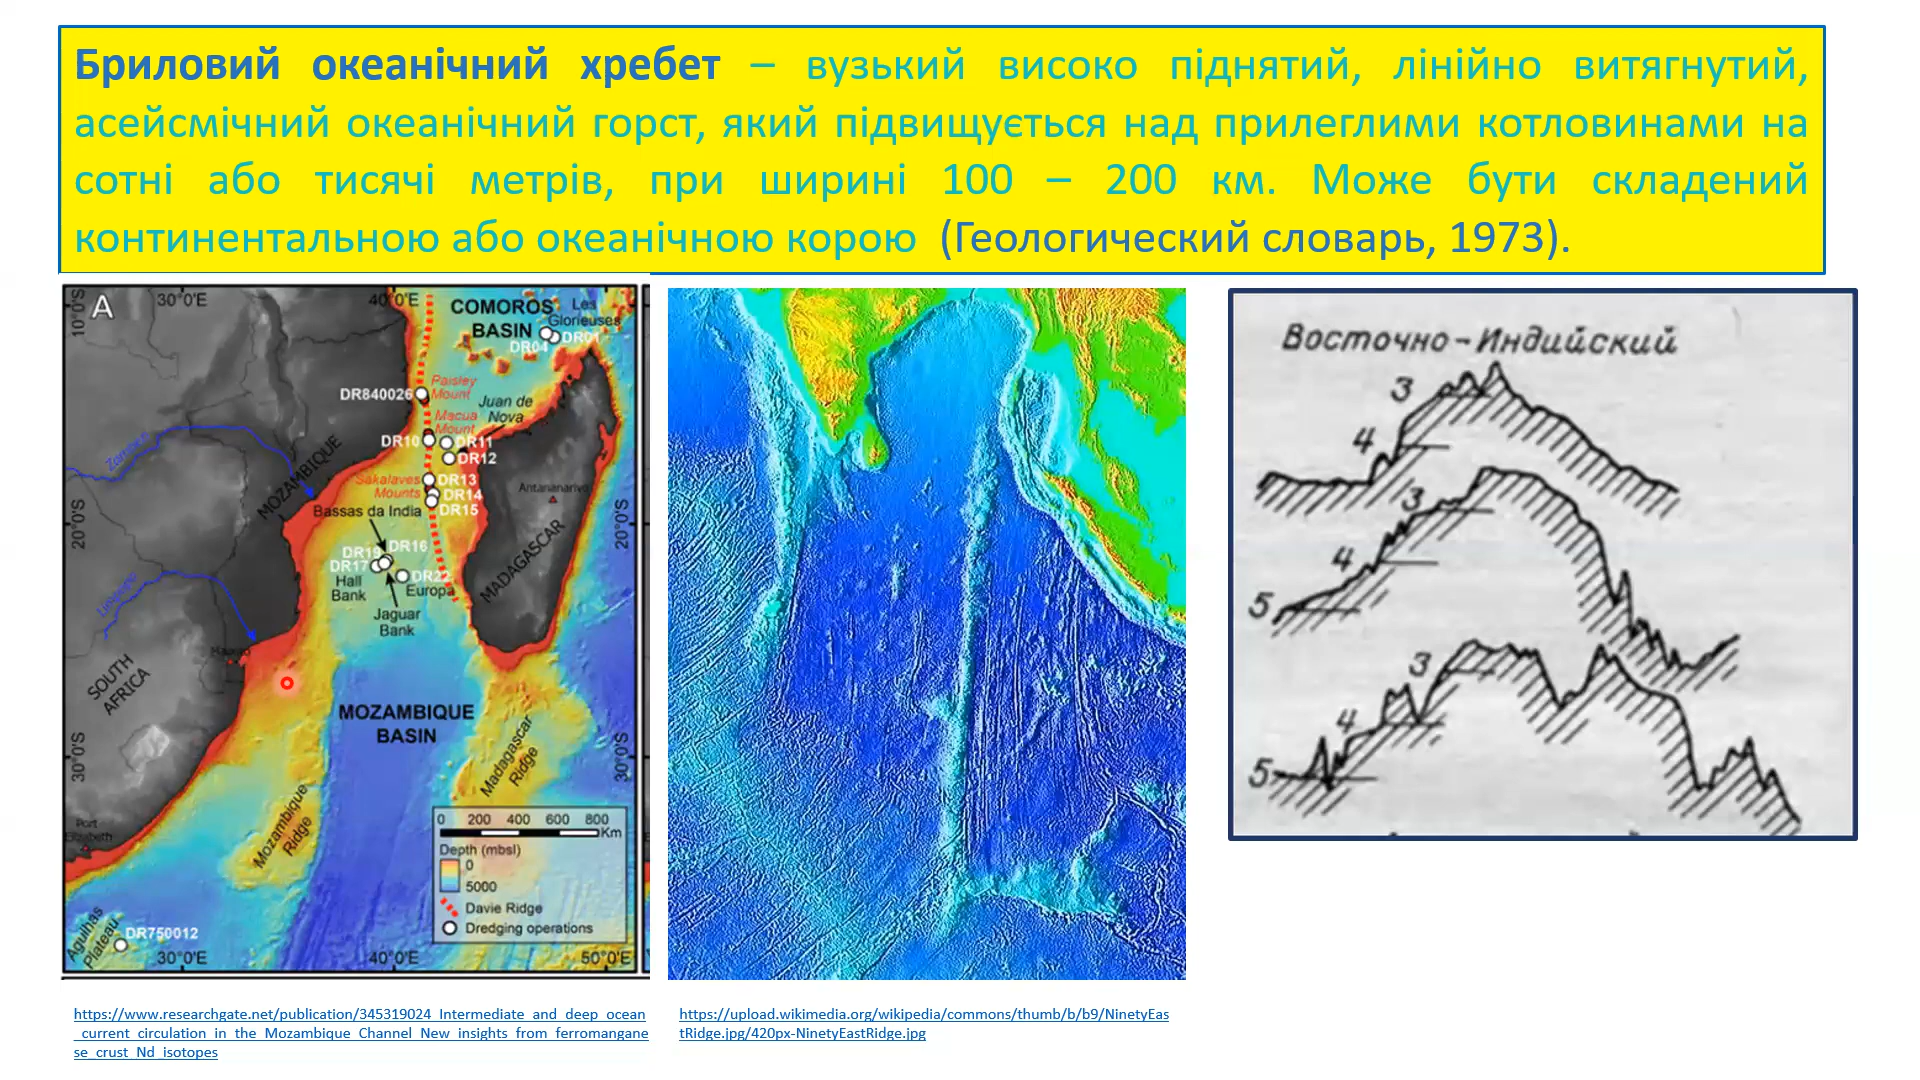 Бриловий океанічний хребет – вузький високо піднятий, лінійно витягнутий,
асейсмічний океанічний горст, який підвищується над прилеглими котловинами на
сотні або тисячі метрів, при ширині 100 – 200 км. Може бути складений
континентальною або океанічною корою (Геологический словарь, 1973).
A
30°0'E
40°0'E
10°0'S
COMOROS
BASIN
Les
Glorieuses
DR01
DR04
DR840026
Paisley
Mount
Juan de
Nova
Macua
Mount
DR10
DR11
DR12
Zambezi
MOZAMBIQUE
Sakalaves
Mounts
DR13
DR14
DR15
Antananarivo
Bassas da India
20°0'S
20°0'S
DR19
DR16
DR17
DR22
Hall
Bank
Europa
Jaguar
Bank
MADAGASCAR
Limpopo
Maputo
SOUTH
AFRICA
MOZAMBIQUE
BASIN
Madagascar
Ridge
30°0'S
30°0'S
Mozambique
Ridge
Port
Elizabeth
0 200 400 600 800
Km
Depth (mbsl)
0
5000
Davie Ridge
Dredging operations
Agulhas
Plateau
DR750012
30°0'E
40°0'E
50°0'E
Восточно-Индийский
3
4
3
4
5
3
4
5
https://www.researchgate.net/publication/345319024_Intermediate_and_deep_ocean
_current_circulation_in_the_Mozambique_Channel_New_insights_from_ferromangane
se_crust_Nd_isotopes
https://upload.wikimedia.org/wikipedia/commons/thumb/b/b9/NinetyEas
tRidge.jpg/420px-NinetyEastRidge.jpg